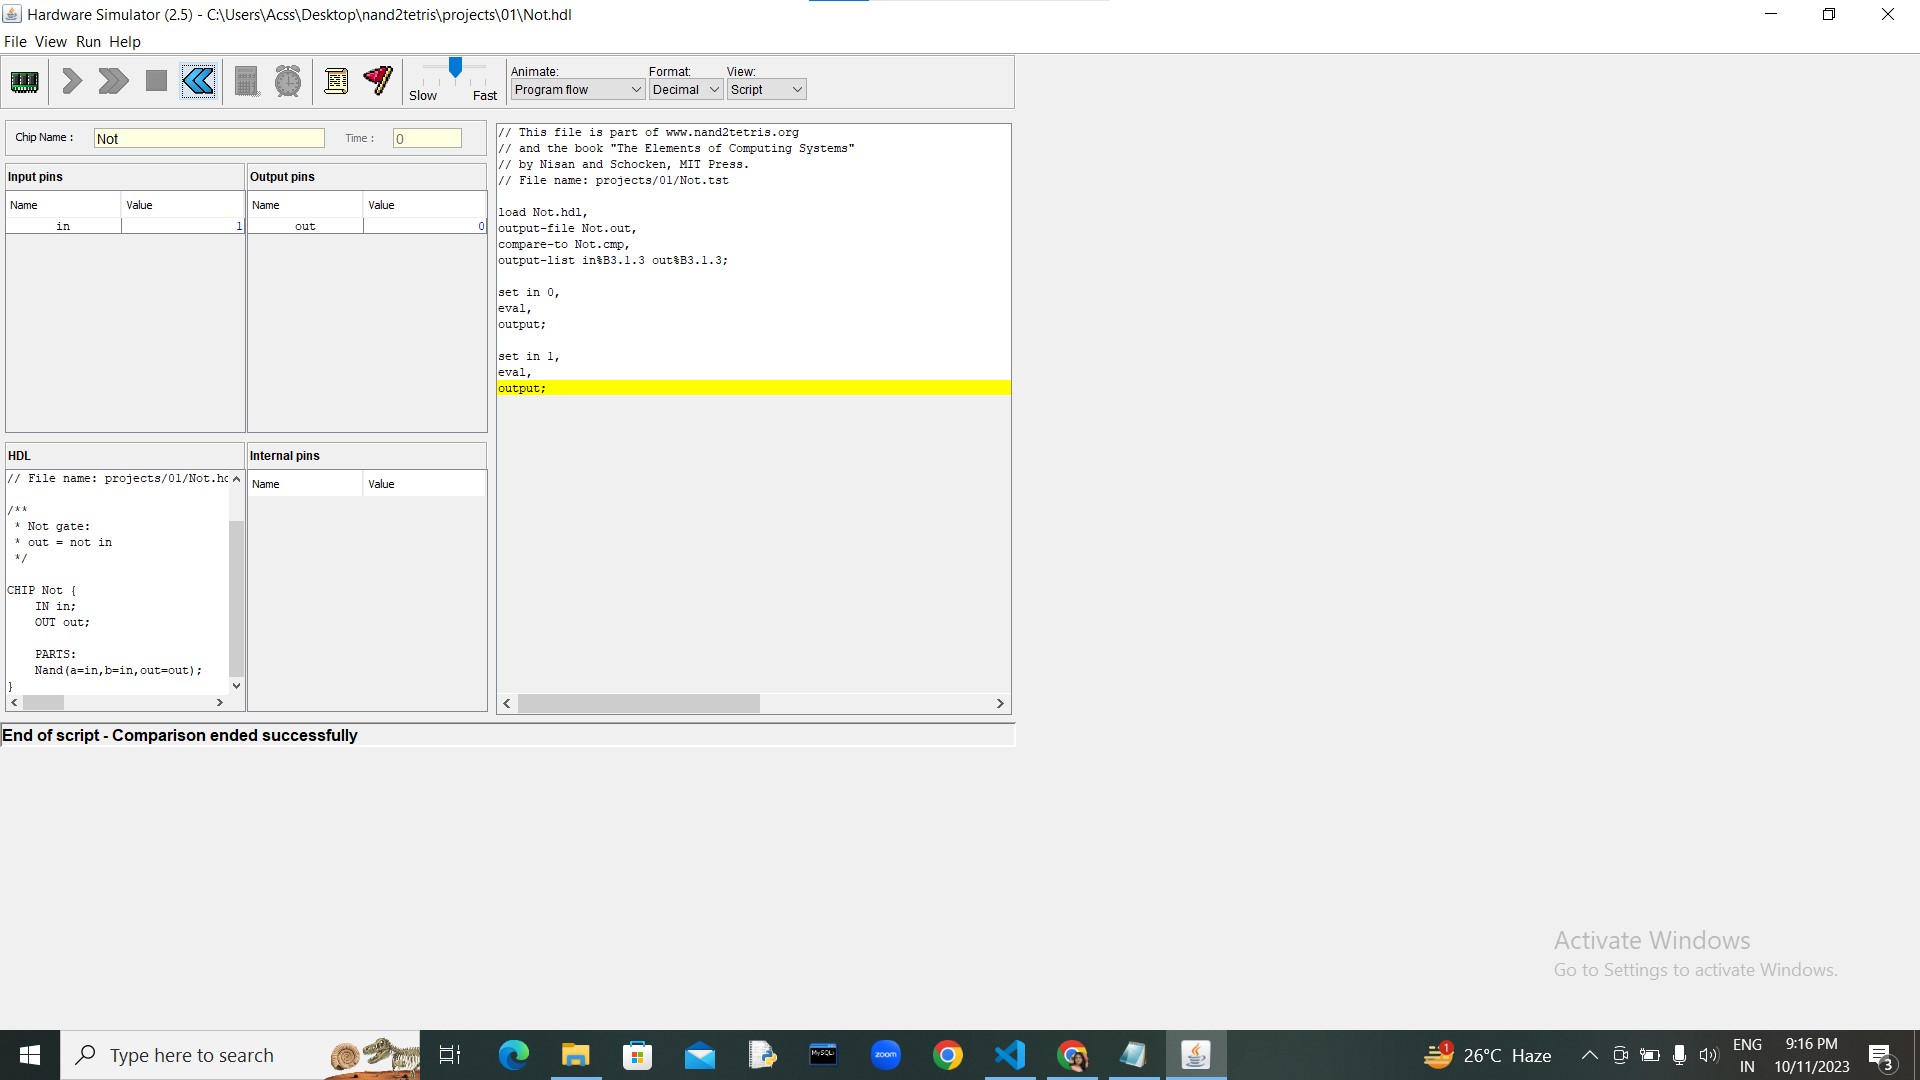 Hardware Simulator (2.5) - C:\Users\Acss\Desktop\nand2tetris\projects\01\Not.hdl
File View Run Help
Slow Fast
Animate: Format: View:
Program flow Decimal Script
Chip Name : Not Time : 0
Input pins Output pins
Name Value Name Value
in 1 out 0
// This file is part of www.nand2tetris.org
// and the book "The Elements of Computing Systems"
// by Nisan and Schocken, MIT Press.
// File name: projects/01/Not.tst
load Not.hdl,
output-file Not.out,
compare-to Not.cmp,
output-list in%B3.1.3 out%B3.1.3;
set in 0,
eval,
output;
set in 1,
eval,
output;
HDL Internal pins
Name Value
// File name: projects/01/Not.hd
/**
* Not gate:
* out = not in
*/
CHIP Not {
IN in;
OUT out;
PARTS:
Nand(a=in,b=in,out=out);
}
End of script - Comparison ended successfully
Activate Windows
Go to Settings to activate Windows.
Type here to search
MySQL
zoom
1
26°C Haze
ENG
IN
9:16 PM
10/11/2023
3